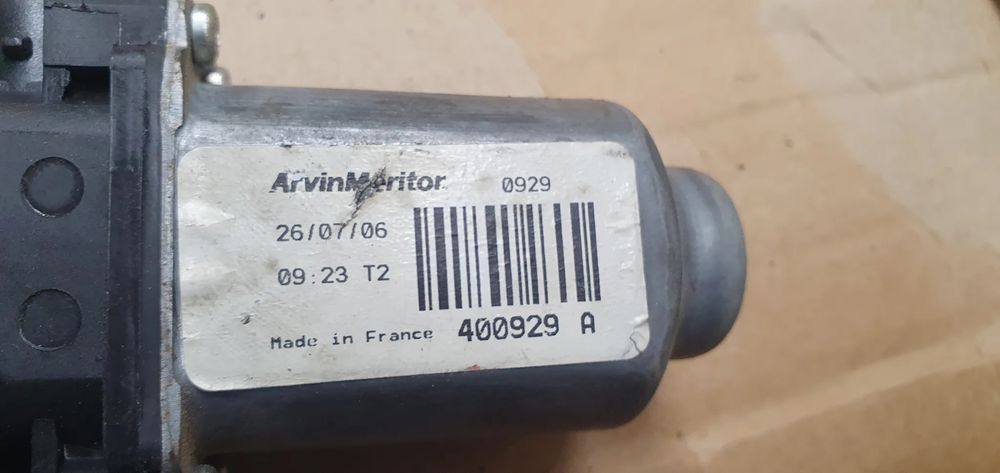 ArvinMeritor 0929
26/07/06
09:23 T2
Made in France 400929 A